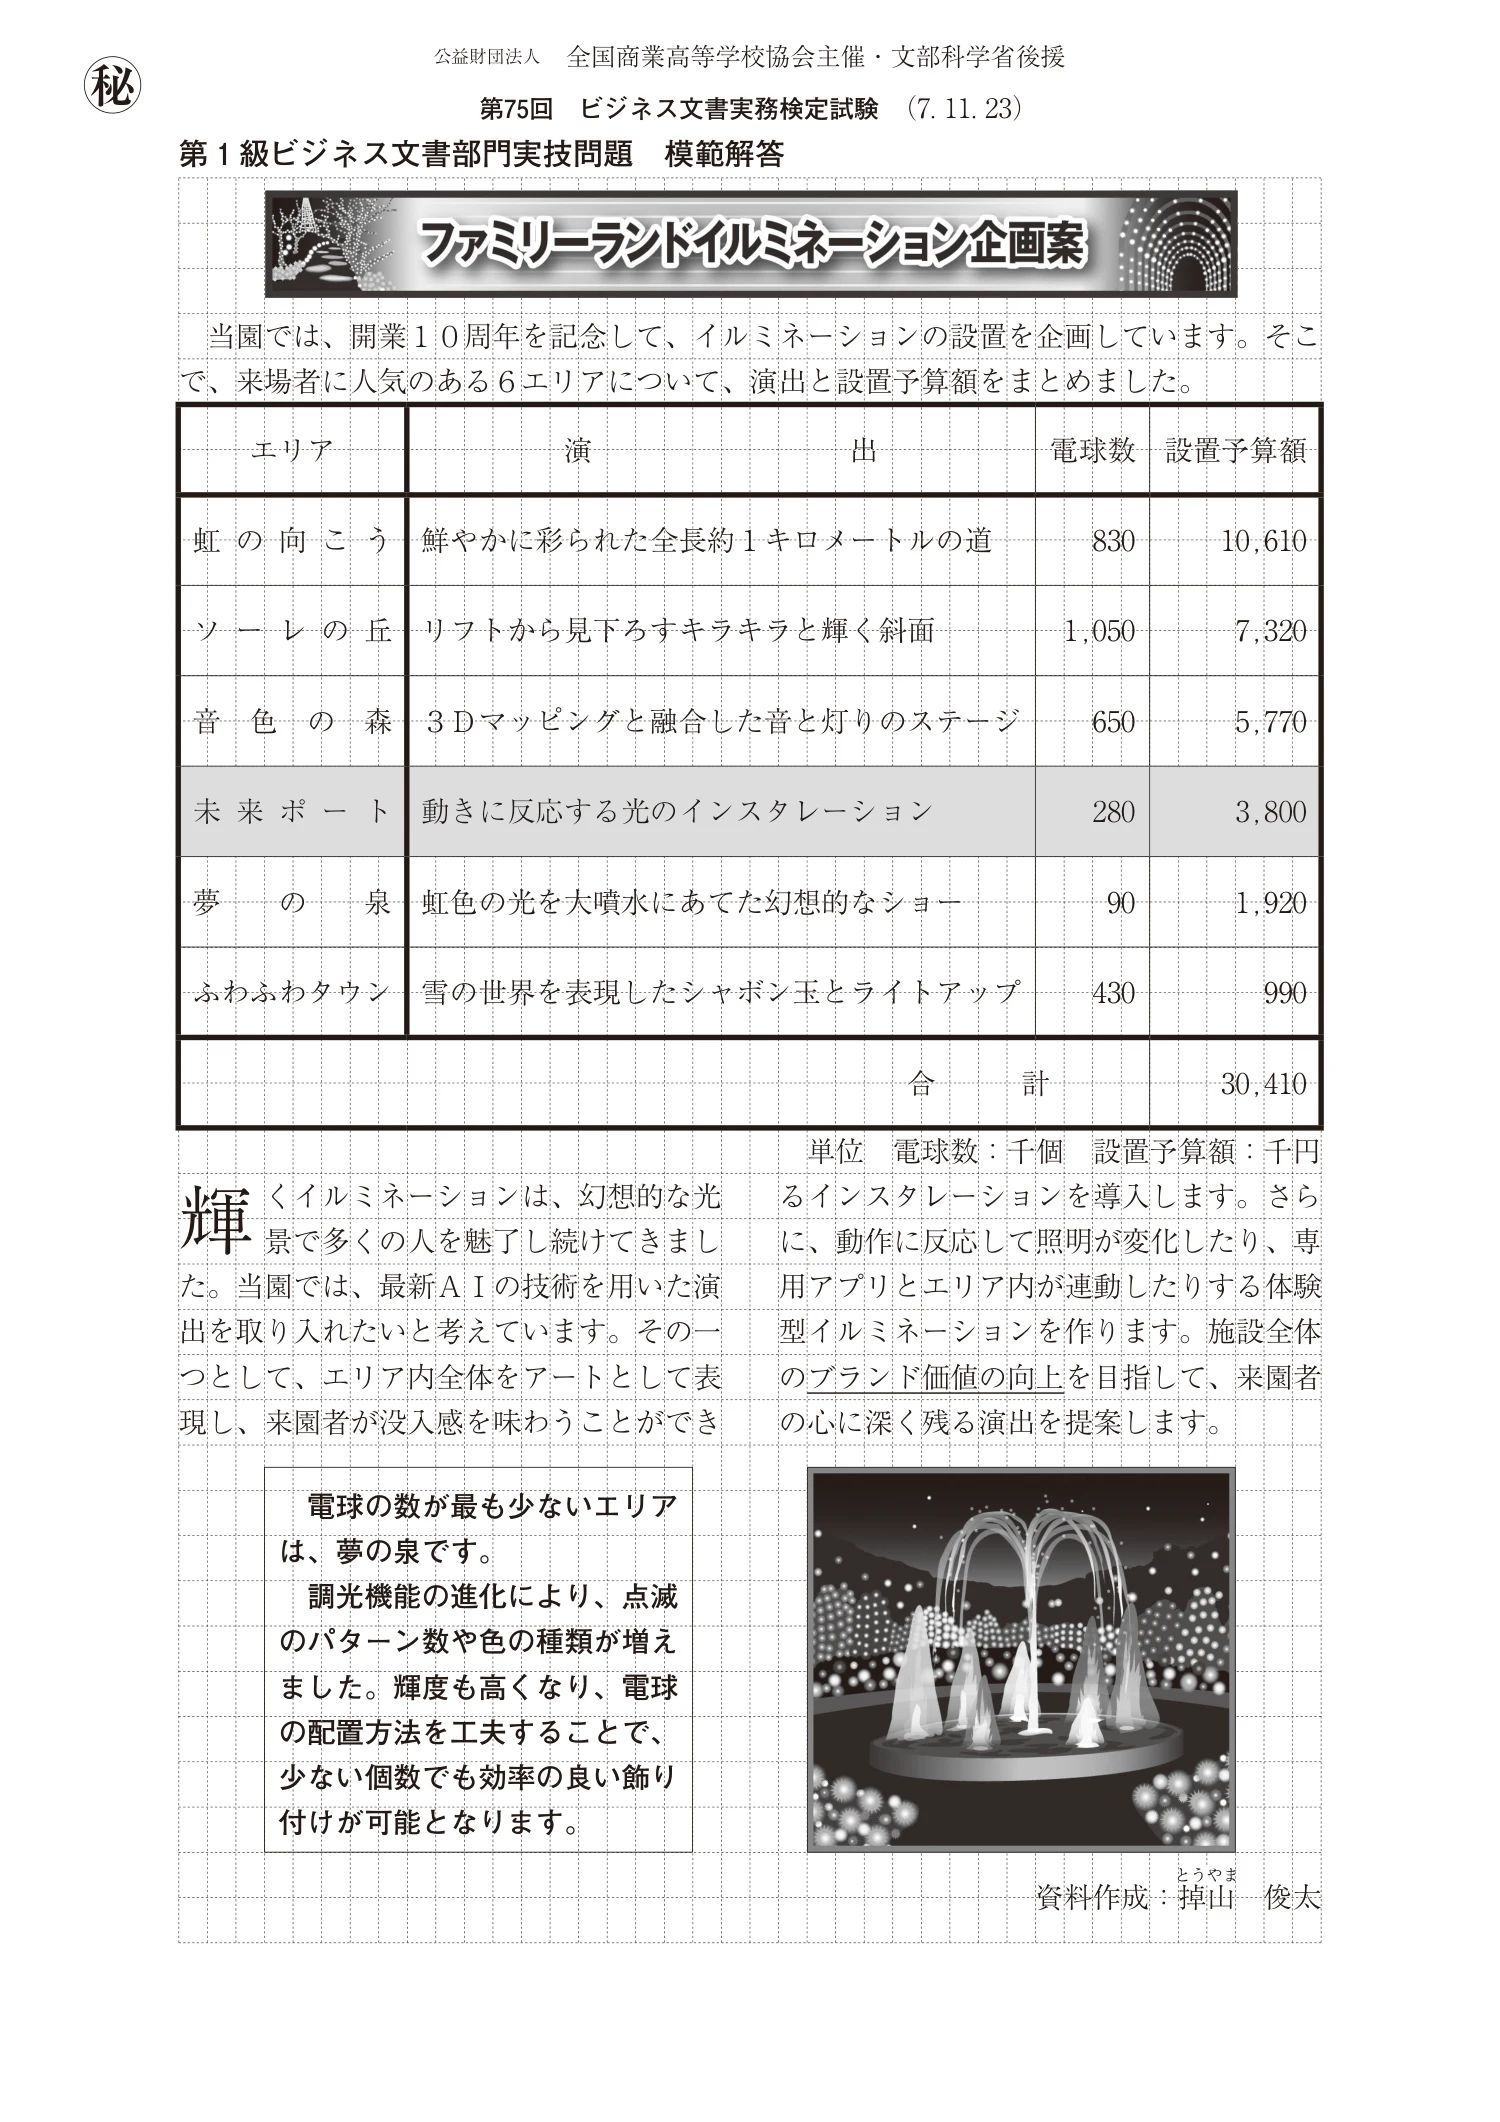 ㊙
公益財団法人　全国商業高等学校協会主催・文部科学省後援
第75回　ビジネス文書実務検定試験　（7. 11. 23）
第１級ビジネス文書部門実技問題　模範解答
ファミリーランドイルミネーション企画案
　当園では、開業１０周年を記念して、イルミネーションの設置を企画しています。そこ
で、来場者に人気のある６エリアについて、演出と設置予算額をまとめました。
エリア　演　出　電球数　設置予算額
虹の向こう　鮮やかに彩られた全長約１キロメートルの道　830　10,610
ソーレの丘　リフトから見下ろすキラキラと輝く斜面　1,050　7,320
音色の森　３Ｄマッピングと融合した音と灯りのステージ　650　5,770
未来ポート　動きに反応する光のインスタレーション　280　3,800
夢の泉　虹色の光を大噴水にあてた幻想的なショー　90　1,920
ふわふわタウン　雪の世界を表現したシャボン玉とライトアップ　430　990
合　計　30,410
単位　電球数：千個　設置予算額：千円
輝くイルミネーションは、幻想的な光
景で多くの人を魅了し続けてきまし
た。当園では、最新ＡＩの技術を用いた演
出を取り入れたいと考えています。その一
つとして、エリア内全体をアートとして表
現し、来園者が没入感を味わうことができ
るインスタレーションを導入します。さら
に、動作に反応して照明が変化したり、専
用アプリとエリア内が連動したりする体験
型イルミネーションを作ります。施設全体
のブランド価値の向上を目指して、来園者
の心に深く残る演出を提案します。
　電球の数が最も少ないエリア
は、夢の泉です。
　調光機能の進化により、点滅
のパターン数や色の種類が増え
ました。輝度も高くなり、電球
の配置方法を工夫することで、
少ない個数でも効率の良い飾り
付けが可能となります。
とうやま
資料作成：掉山　俊太